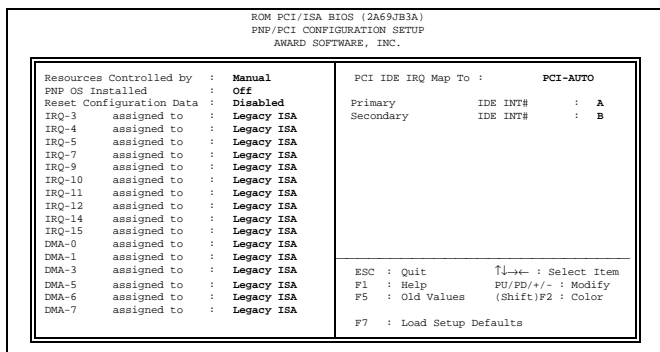 ROM PCI/ISA BIOS (2A69JB3A)
PNP/PCI CONFIGURATION SETUP
AWARD SOFTWARE, INC.
Resources Controlled by : Manual
PNP OS Installed : Off
Reset Configuration Data : Disabled
IRQ-3 assigned to : Legacy ISA
IRQ-4 assigned to : Legacy ISA
IRQ-5 assigned to : Legacy ISA
IRQ-7 assigned to : Legacy ISA
IRQ-9 assigned to : Legacy ISA
IRQ-10 assigned to : Legacy ISA
IRQ-11 assigned to : Legacy ISA
IRQ-12 assigned to : Legacy ISA
IRQ-14 assigned to : Legacy ISA
IRQ-15 assigned to : Legacy ISA
DMA-0 assigned to : Legacy ISA
DMA-1 assigned to : Legacy ISA
DMA-3 assigned to : Legacy ISA
DMA-5 assigned to : Legacy ISA
DMA-6 assigned to : Legacy ISA
DMA-7 assigned to : Legacy ISA
PCI IDE IRQ Map To : PCI-AUTO
Primary IDE INT# : A
Secondary IDE INT# : B
ESC : Quit ↑↓→← : Select Item
F1 : Help PU/PD/+/- : Modify
F5 : Old Values (Shift)F2 : Color
F7 : Load Setup Defaults